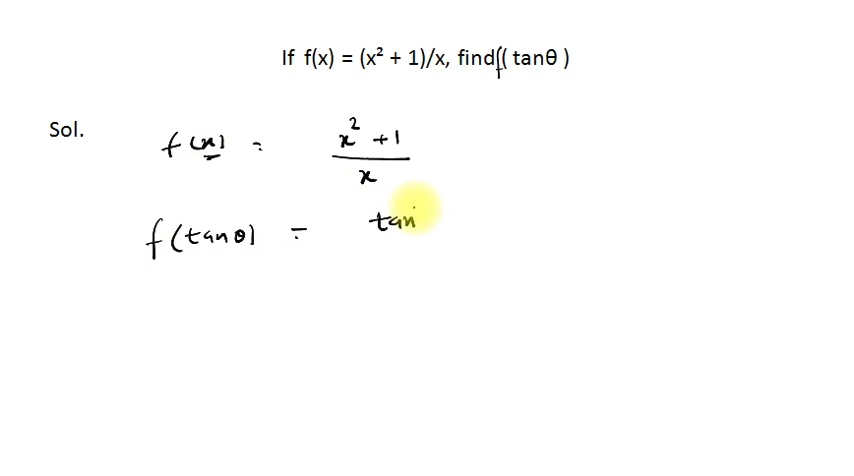 If f(x) = (x² + 1)/x, find f( tanθ )
Sol.
f(x) = x² + 1 / x
f(tanθ) = tan